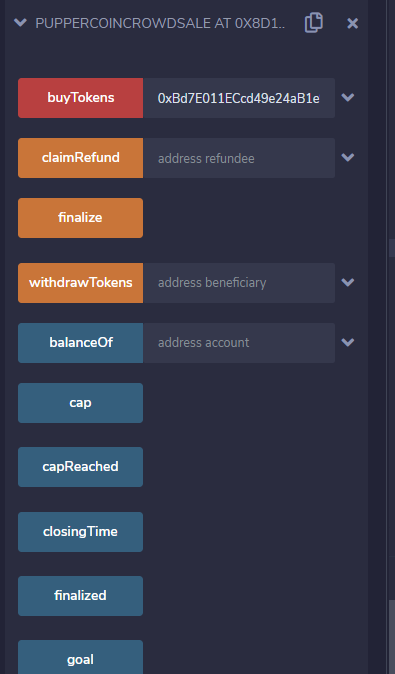 PUPPERCOINCROWDSALE AT 0X8D1..
buyTokens 0xBd7E011ECcd49e24aB1e
claimRefund address refundee
finalize
withdrawTokens address beneficiary
balanceOf address account
cap
capReached
closingTime
finalized
goal